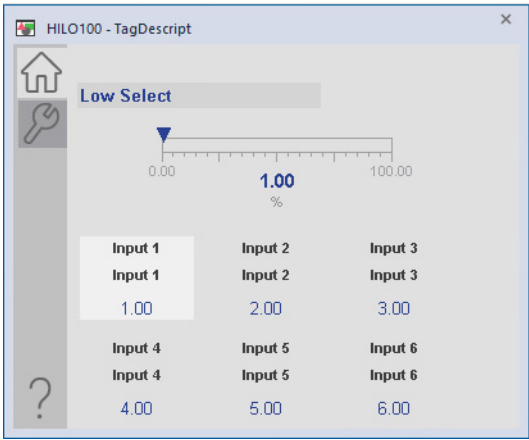 HILO100 - TagDescript
Low Select
0.00 100.00
1.00
%
Input 1 Input 2 Input 3
Input 1 Input 2 Input 3
1.00 2.00 3.00
Input 4 Input 5 Input 6
Input 4 Input 5 Input 6
4.00 5.00 6.00
?